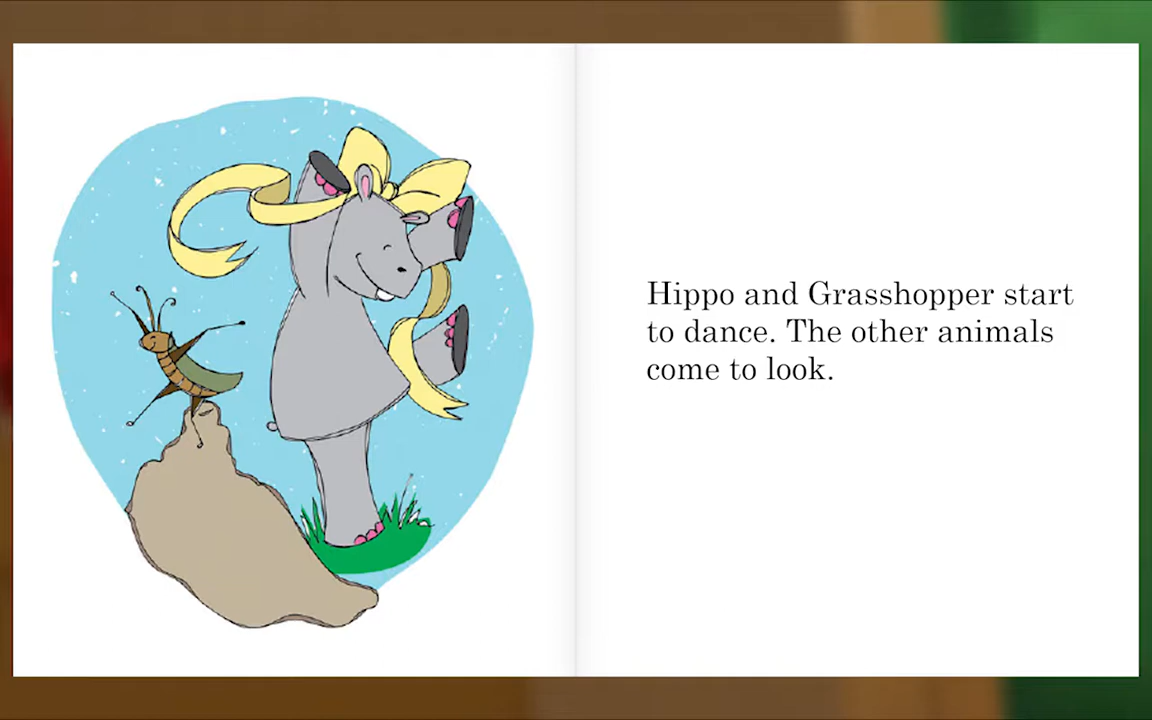 Hippo and Grasshopper start
to dance. The other animals
come to look.